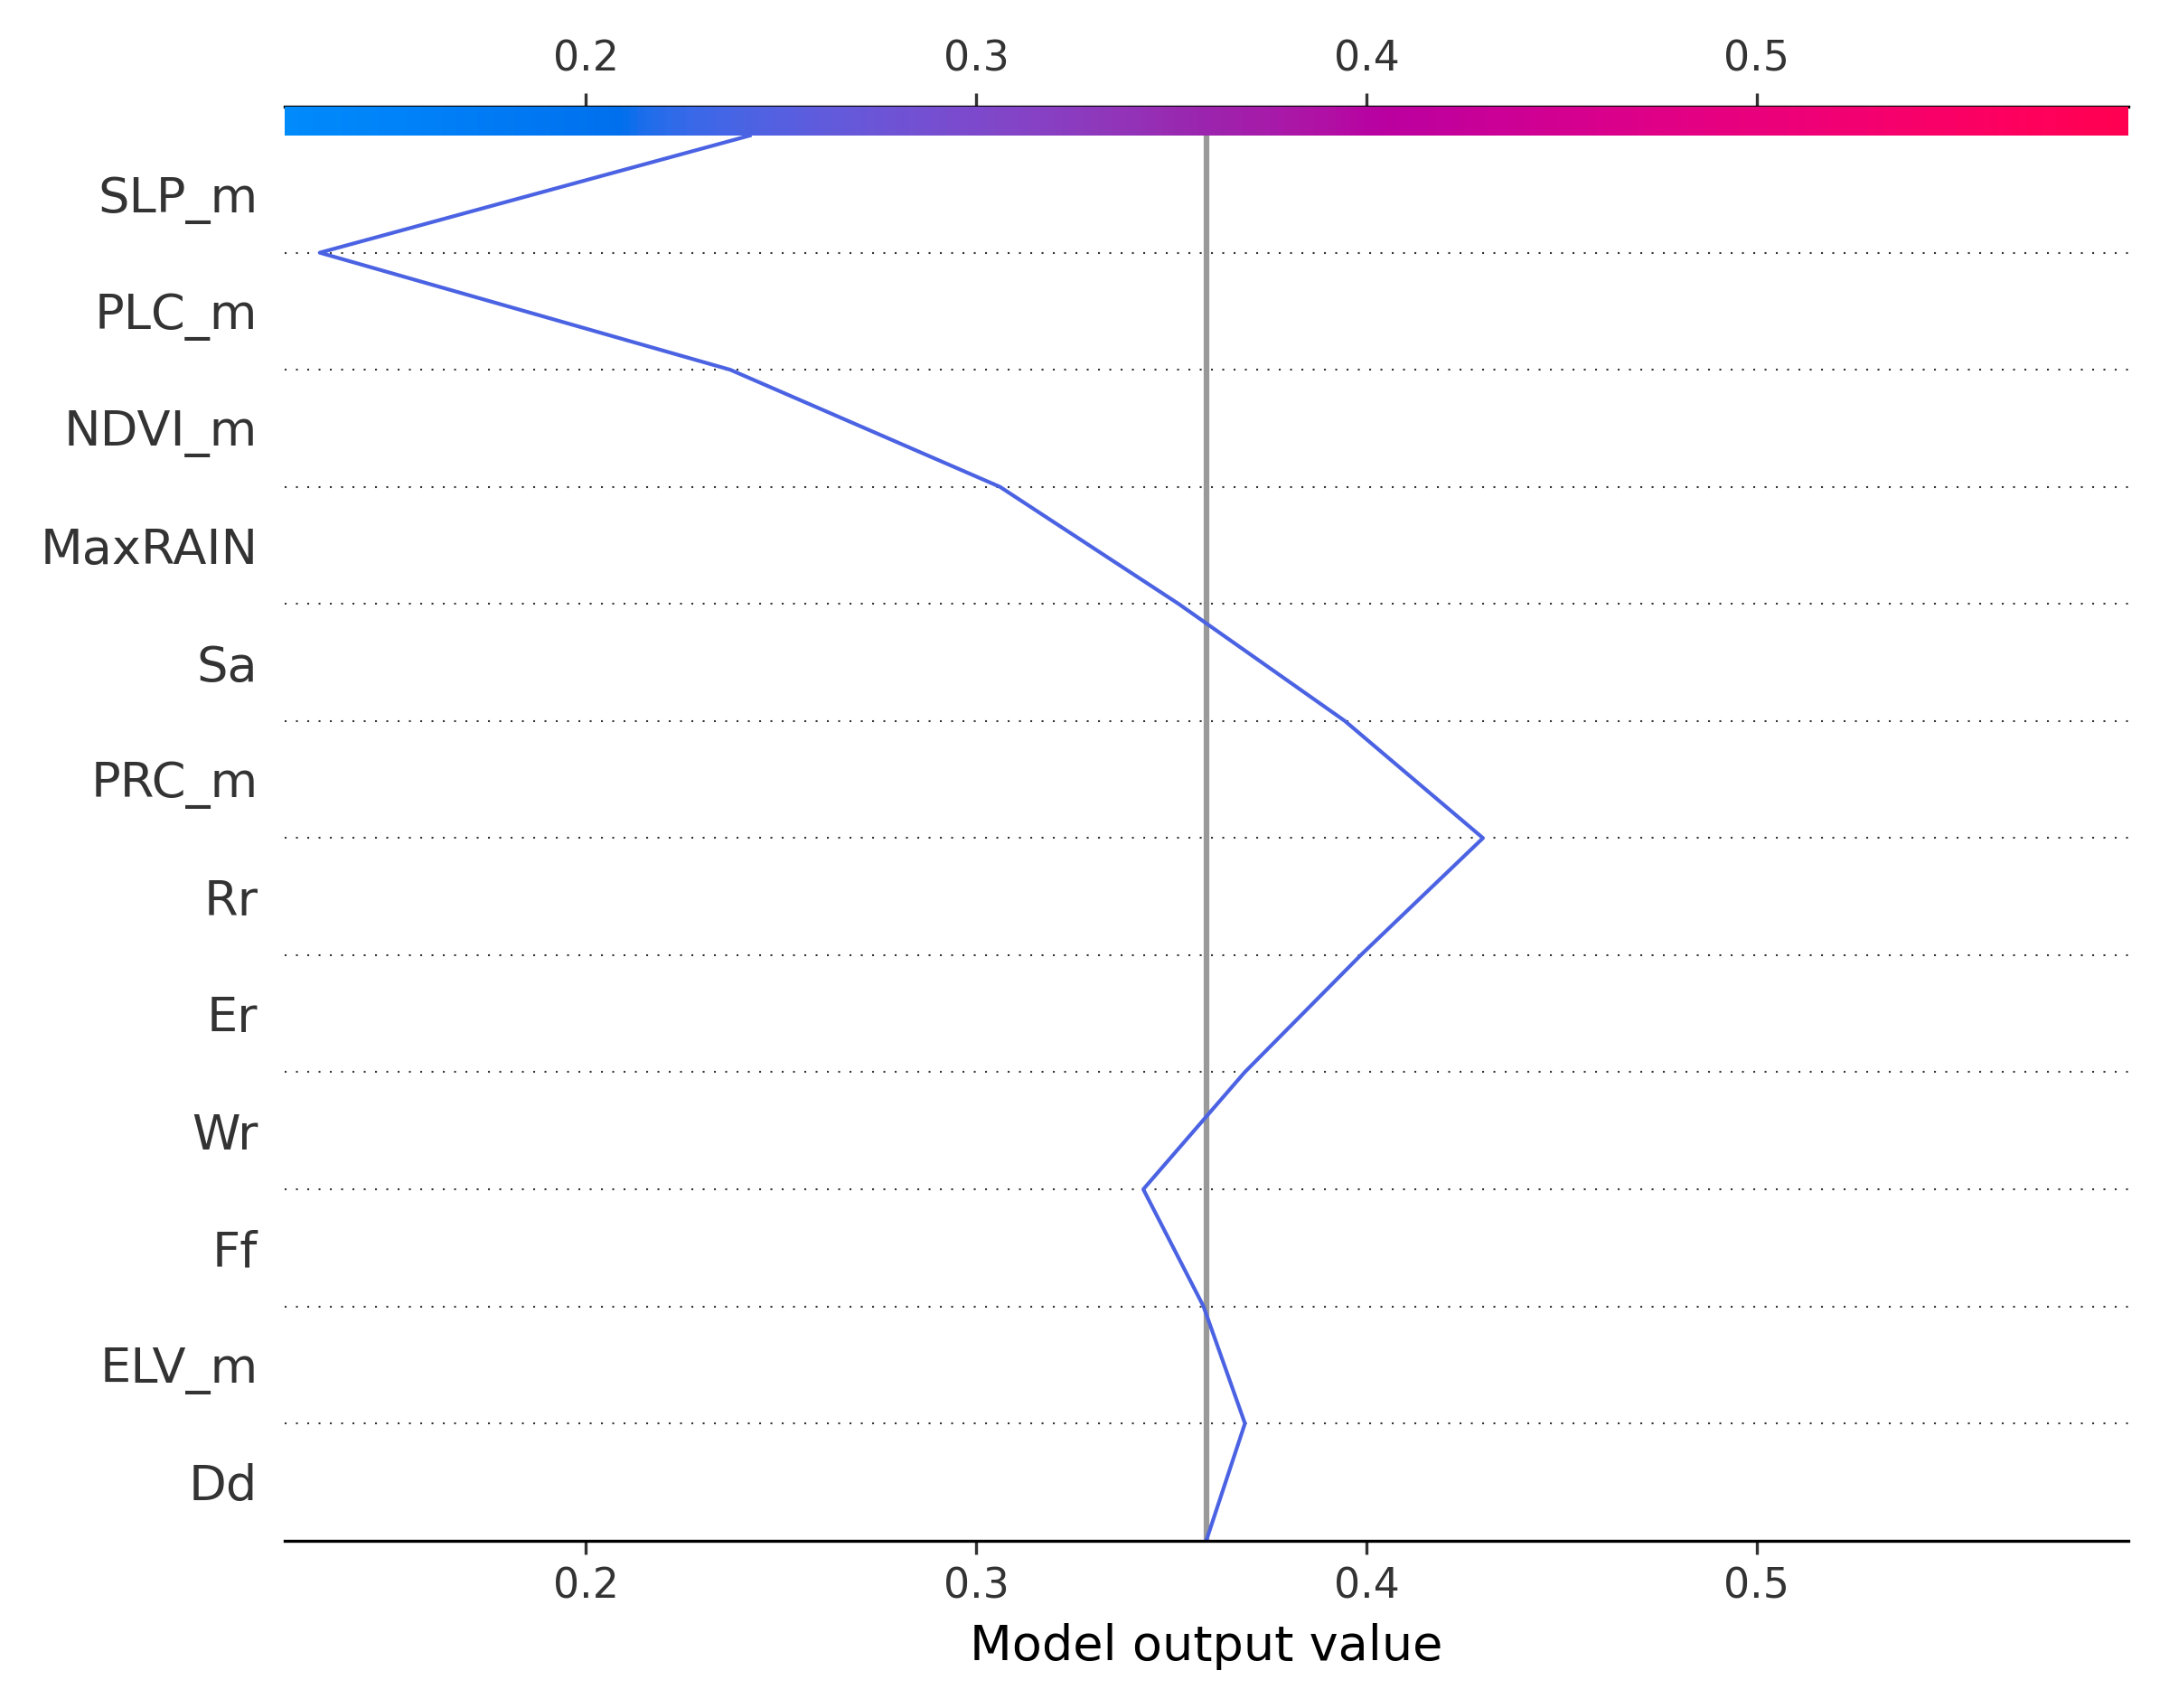 0.2 0.3 0.4 0.5
SLP_m
PLC_m
NDVI_m
MaxRAIN
Sa
PRC_m
Rr
Er
Wr
Ff
ELV_m
Dd
0.2 0.3 0.4 0.5
Model output value